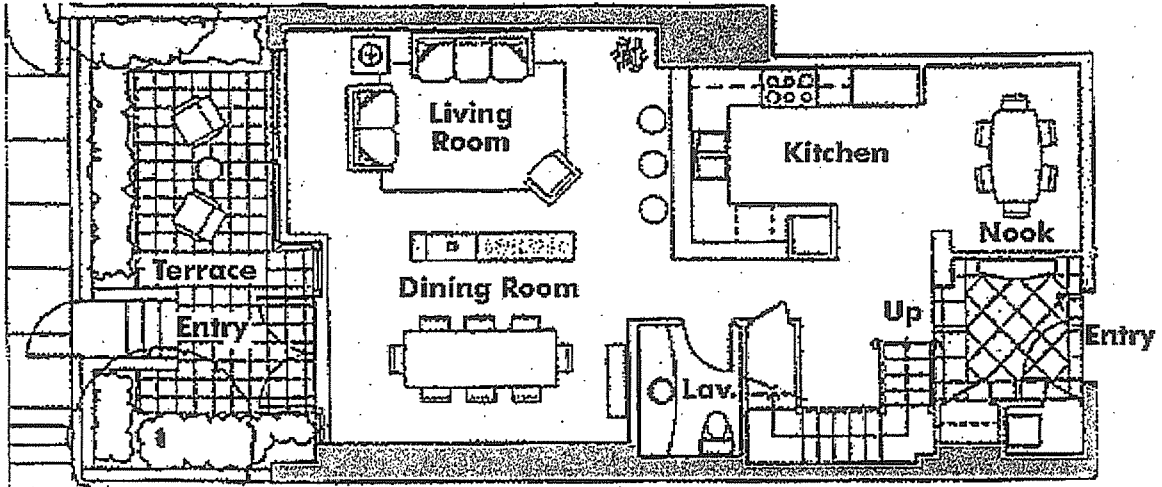 Living
Room
Kitchen
Nook
Terrace
Dining Room
Entry
Up
Entry
Lav.